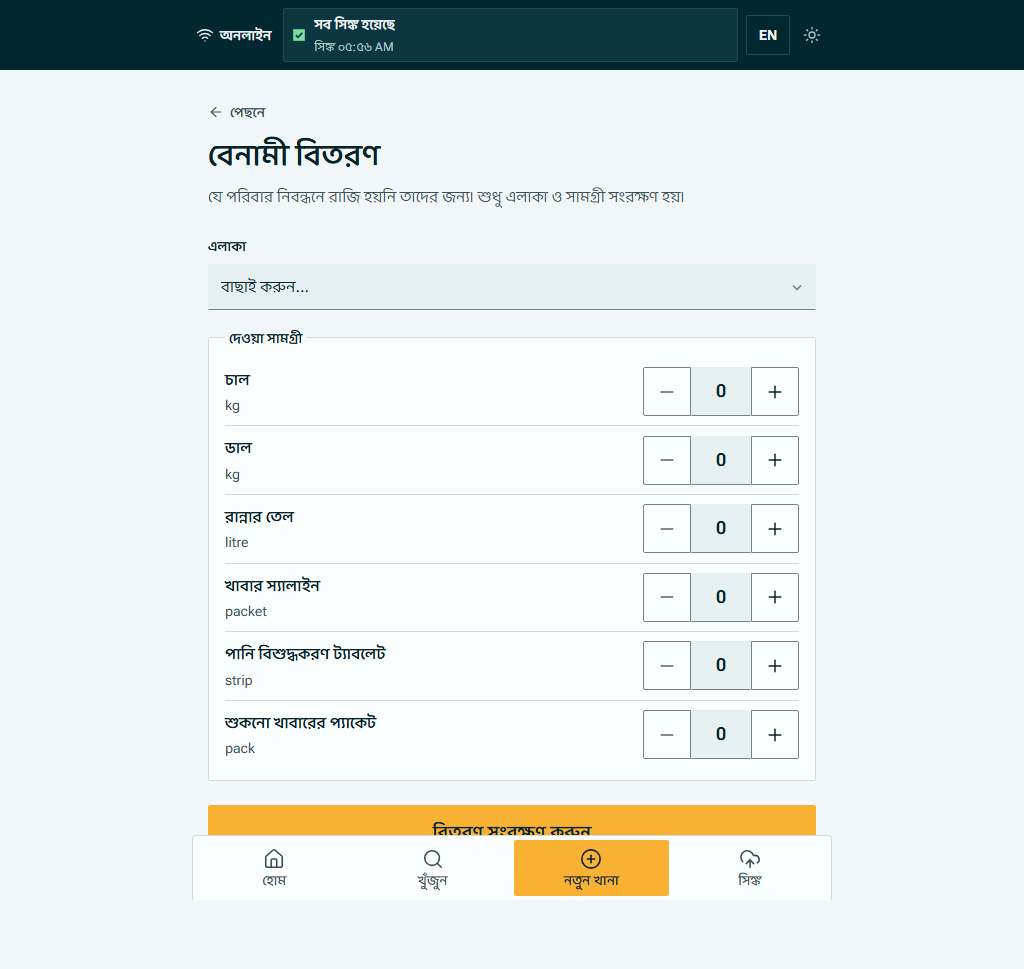 অনলাইন
সব সিঙ্ক হয়েছে
সিঙ্ক ০৫:৫৬ AM
EN
পেছনে
বেনামী বিতরণ
যে পরিবার নিবন্ধনে রাজি হয়নি তাদের জন্য। শুধু এলাকা ও সামগ্রী সংরক্ষণ হয়।
এলাকা
বাছাই করুন...
দেওয়া সামগ্রী
চাল
kg
0
ডাল
kg
0
রান্নার তেল
litre
0
খাবার স্যালাইন
packet
0
পানি বিশুদ্ধকরণ ট্যাবলেট
strip
0
শুকনো খাবারের প্যাকেট
pack
0
বিতরণ সংরক্ষণ করুন
হোম
খুঁজুন
নতুন খানা
সিঙ্ক